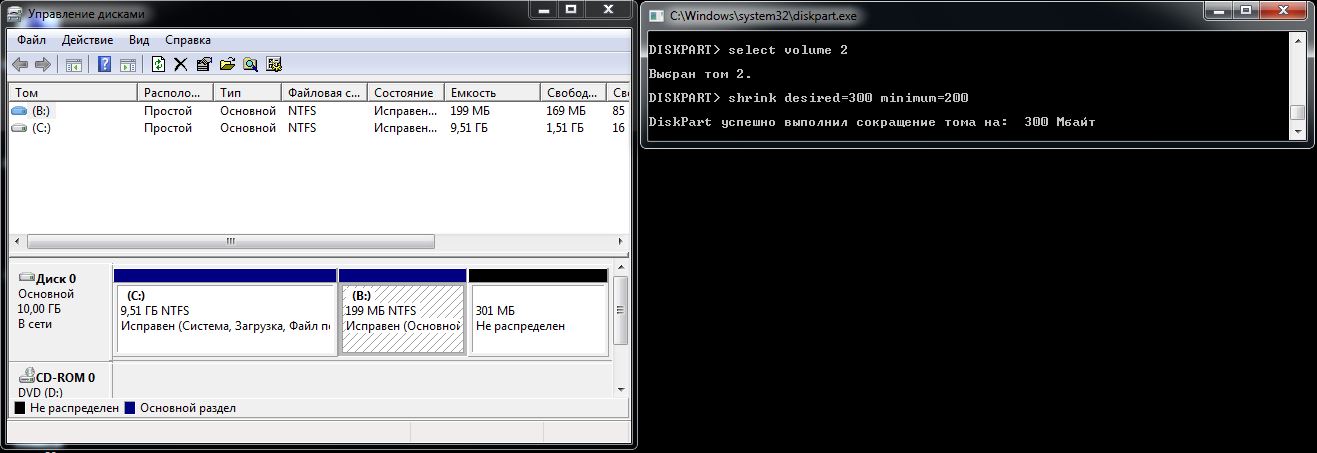 Управление дисками
Файл Действие Вид Справка
Том Располо... Тип Файловая с... Состояние Емкость Свобод... Сво
(B:) Простой Основной NTFS Исправен... 199 МБ 169 МБ 85
(C:) Простой Основной NTFS Исправен... 9,51 ГБ 1,51 ГБ 16
Диск 0
Основной
10,00 ГБ
В сети
(C:)
9,51 ГБ NTFS
Исправен (Система, Загрузка, Файл по
(B:)
199 МБ NTFS
Исправен (Основной
301 МБ
Не распределен
CD-ROM 0
DVD (D:)
Не распределен Основной раздел
C:\Windows\system32\diskpart.exe
DISKPART> select volume 2
Выбран том 2.
DISKPART> shrink desired=300 minimum=200
DiskPart успешно выполнил сокращение тома на: 300 Мбайт